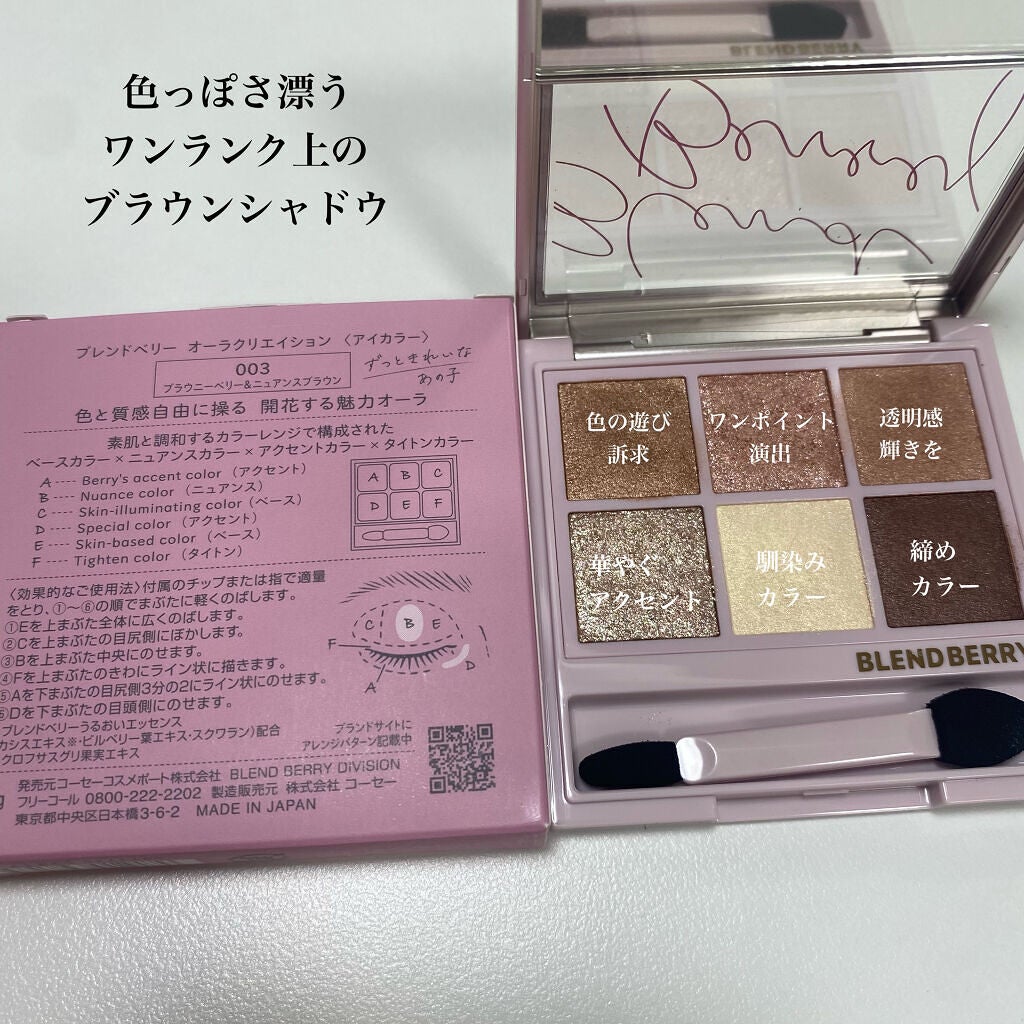 色っぽさ漂う
ワンランク上の
ブラウンシャドウ
BLENDBERRY
ブレンドベリー オーラクリエイション 〈アイカラー〉
003
ブラウニーベリー&ニュアンスブラウン
ずっときれいな
あの子
色と質感自由に操る 開花する魅力オーラ
素肌と調和するカラーレンジで構成された
ベースカラー×ニュアンスカラー×アクセントカラー×タイトンカラー
A ---- Berry's accent color (アクセント)
B ---- Nuance color (ニュアンス)
C ---- Skin-illuminating color (ベース)
D ---- Special color (アクセント)
E ---- Skin-based color (ベース)
F ---- Tighten color (タイトン)
A B C
D E F
〈効果的なご使用法〉付属のチップまたは指で適量
をとり、①〜⑥の順でまぶたに軽くのばします。
①Eを上まぶた全体に広くのばします。
②Cを上まぶたの目尻側にぼかします。
③Bを上まぶた中央にのせます。
④Fを上まぶたのきわにライン状に描きます。
⑤Aを下まぶたの目尻側3分の2にライン状にのせます。
⑥Dを下まぶたの目頭側にのせます。
C B E
F
D
A
ブレンドベリーうるおいエッセンス
カシスエキス※・ビルベリー葉エキス・スクワラン)配合
クロフサスグリ果実エキス
ブランドサイトに
アレンジパターン記載中
発売元コーセーコスメポート株式会社 BLEND BERRY DIVISION
g フリーコール 0800-222-2202 製造販売元 株式会社 コーセー
東京都中央区日本橋3-6-2 MADE IN JAPAN
色の遊び
訴求
ワンポイント
演出
透明感
輝きを
華やぐ
アクセント
馴染み
カラー
締め
カラー
BLENDBERRY